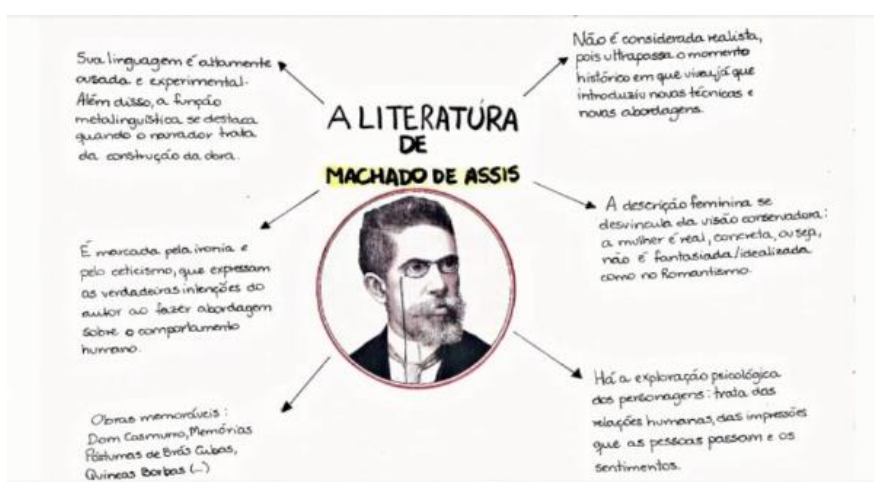 A LITERATURA
DE
MACHADO DE ASSIS
Sua linguagem é altamente
ousada e experimental.
Além disso, a função
metalinguística se destaca
quando o narrador trata
da construção da obra.
É marcada pela ironia e
pelo ceticismo, que expressam
as verdadeiras intenções do
autor ao fazer abordagem
sobre o comportamento
humano.
Obras memoráveis:
Dom Casmurro, Memórias
Póstumas de Brás Cubas,
Quincas Borbas (...)
Não é considerada realista,
pois ultrapassa o momento
histórico em que viveu, já que
introduziu novas técnicas e
novas abordagens.
A descrição feminina se
desvincula da visão conservadora:
a mulher é real, concreta, ou seja,
não é fantasiada/idealizada
como no Romantismo.
Há a exploração psicológica
dos personagens: trata das
relações humanas, das impressões
que as pessoas passam e os
sentimentos.